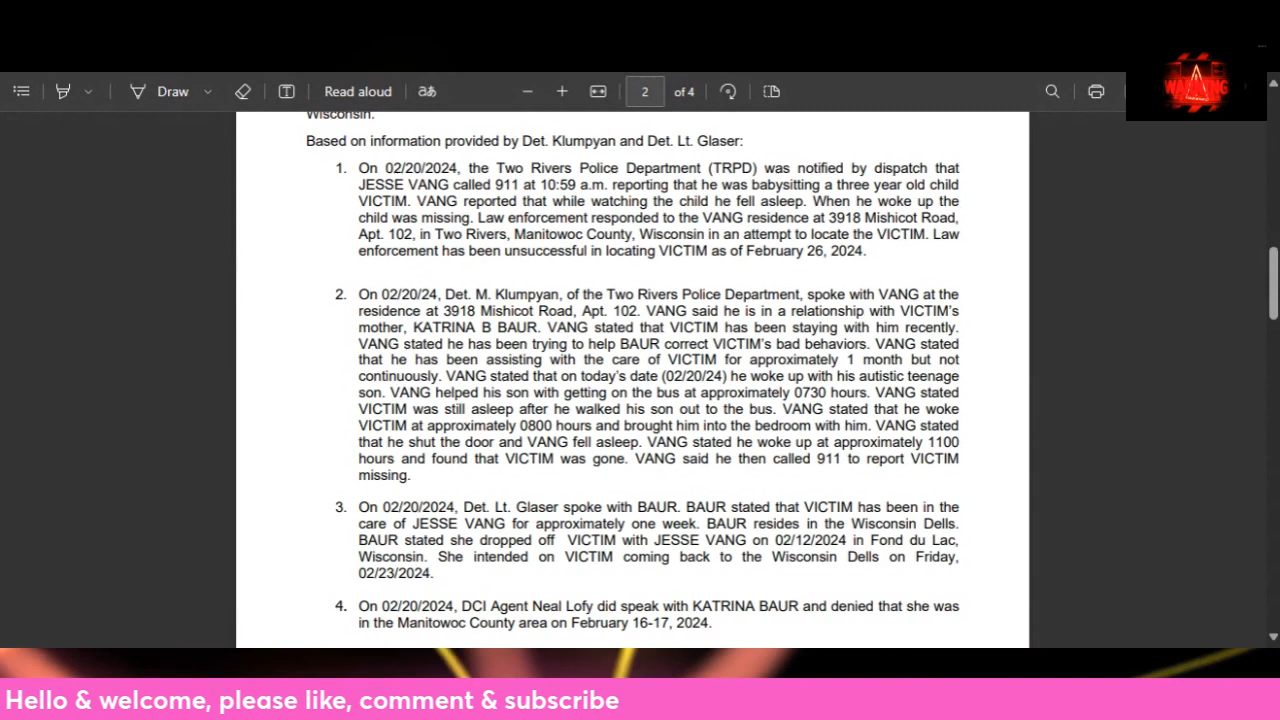 Draw
Read aloud
aあ
2
of 4
WARNING
Wisconsin.
Based on information provided by Det. Klumpyan and Det. Lt. Glaser:
1. On 02/20/2024, the Two Rivers Police Department (TRPD) was notified by dispatch that
JESSE VANG called 911 at 10:59 a.m. reporting that he was babysitting a three year old child
VICTIM. VANG reported that while watching the child he fell asleep. When he woke up the
child was missing. Law enforcement responded to the VANG residence at 3918 Mishicot Road,
Apt. 102, in Two Rivers, Manitowoc County, Wisconsin in an attempt to locate the VICTIM. Law
enforcement has been unsuccessful in locating VICTIM as of February 26, 2024.
2. On 02/20/24, Det. M. Klumpyan, of the Two Rivers Police Department, spoke with VANG at the
residence at 3918 Mishicot Road, Apt. 102. VANG said he is in a relationship with VICTIM's
mother, KATRINA B BAUR. VANG stated that VICTIM has been staying with him recently.
VANG stated he has been trying to help BAUR correct VICTIM's bad behaviors. VANG stated
that he has been assisting with the care of VICTIM for approximately 1 month but not
continuously. VANG stated that on today's date (02/20/24) he woke up with his autistic teenage
son. VANG helped his son with getting on the bus at approximately 0730 hours. VANG stated
VICTIM was still asleep after he walked his son out to the bus. VANG stated that he woke
VICTIM at approximately 0800 hours and brought him into the bedroom with him. VANG stated
that he shut the door and VANG fell asleep. VANG stated he woke up at approximately 1100
hours and found that VICTIM was gone. VANG said he then called 911 to report VICTIM
missing.
3. On 02/20/2024, Det. Lt. Glaser spoke with BAUR. BAUR stated that VICTIM has been in the
care of JESSE VANG for approximately one week. BAUR resides in the Wisconsin Dells.
BAUR stated she dropped off VICTIM with JESSE VANG on 02/12/2024 in Fond du Lac,
Wisconsin. She intended on VICTIM coming back to the Wisconsin Dells on Friday,
02/23/2024.
4. On 02/20/2024, DCI Agent Neal Lofy did speak with KATRINA BAUR and denied that she was
in the Manitowoc County area on February 16-17, 2024.
Hello & welcome, please like, comment & subscribe